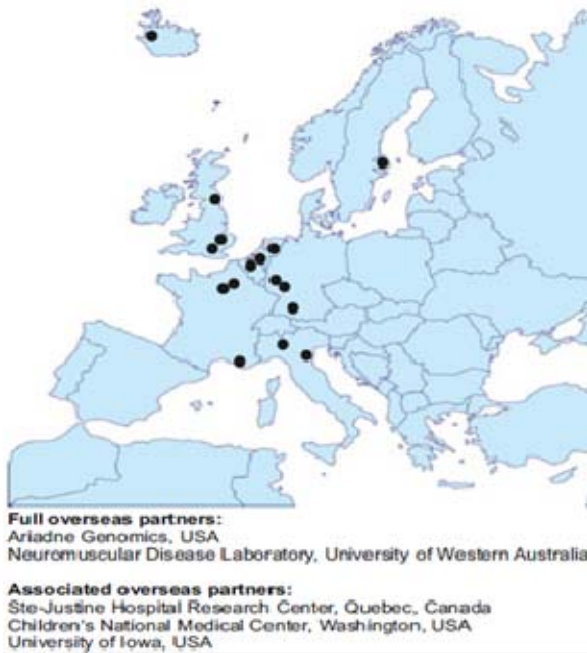 Full overseas partners:
Ariadne Genomics, USA
Neuromuscular Disease Laboratory, University of Western Australia
Associated overseas partners:
Ste-Justine Hospital Research Center, Quebec, Canada
Children's National Medical Center, Washington, USA
University of Iowa, USA